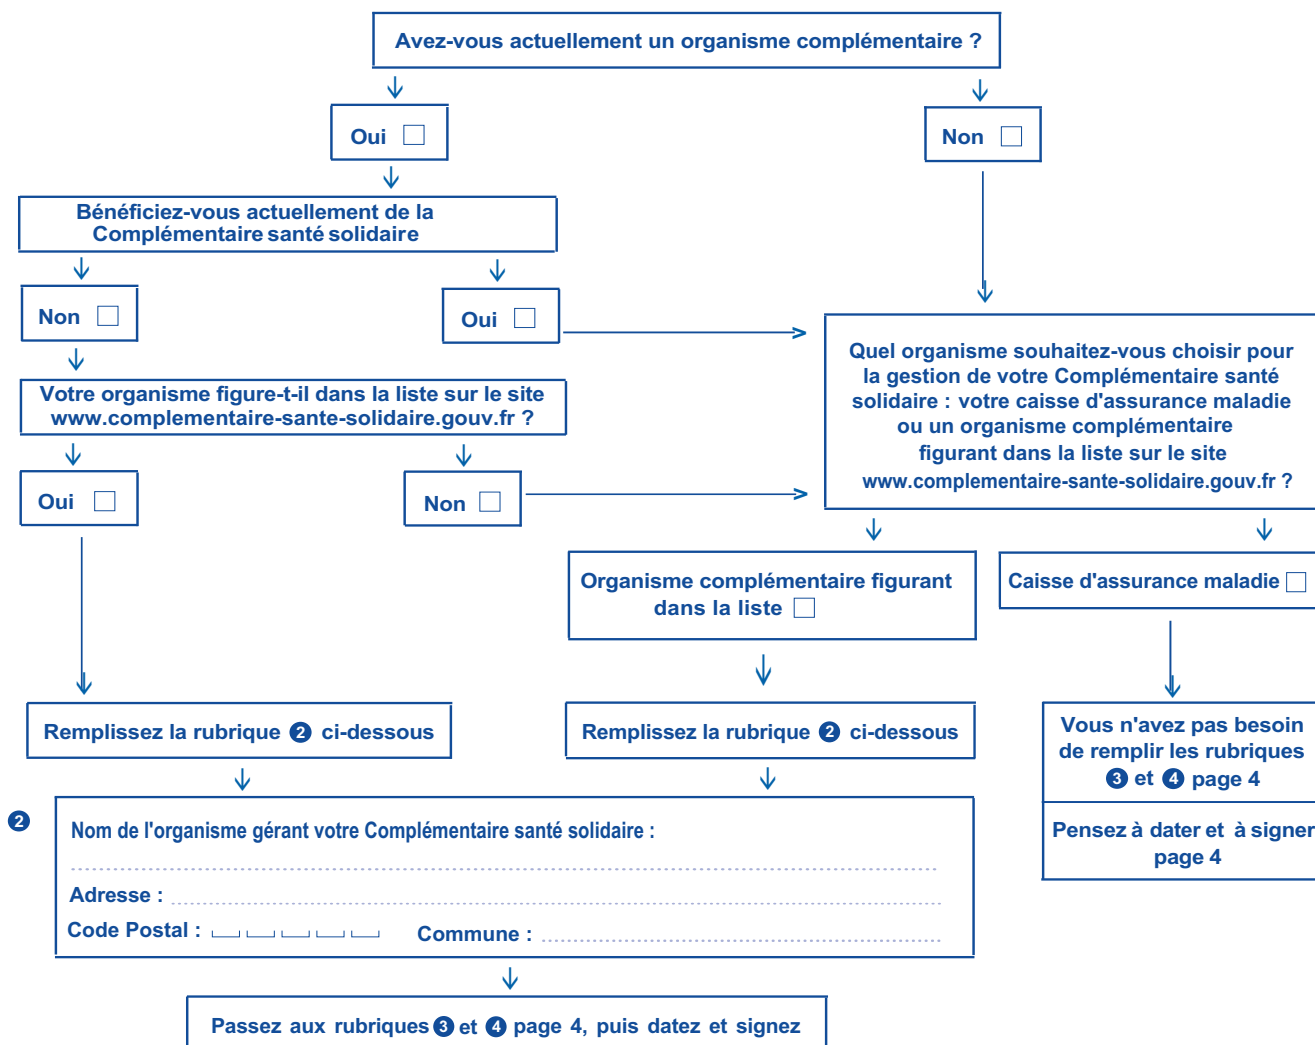 Avez-vous actuellement un organisme complémentaire ?
Oui
Non
Bénéficiez-vous actuellement de la
Complémentaire santé solidaire
Non
Oui
Quel organisme souhaitez-vous choisir pour
la gestion de votre Complémentaire santé
solidaire : votre caisse d'assurance maladie
ou un organisme complémentaire
figurant dans la liste sur le site
www.complementaire-sante-solidaire.gouv.fr ?
Votre organisme figure-t-il dans la liste sur le site
www.complementaire-sante-solidaire.gouv.fr ?
Oui
Non
Organisme complémentaire figurant
dans la liste
Caisse d'assurance maladie
Remplissez la rubrique 2 ci-dessous
Remplissez la rubrique 2 ci-dessous
Vous n'avez pas besoin
de remplir les rubriques
3 et 4 page 4
Pensez à dater et à signer
page 4
2
Nom de l'organisme gérant votre Complémentaire santé solidaire :
Adresse :
Code Postal : Commune :
Passez aux rubriques 3 et 4 page 4, puis datez et signez